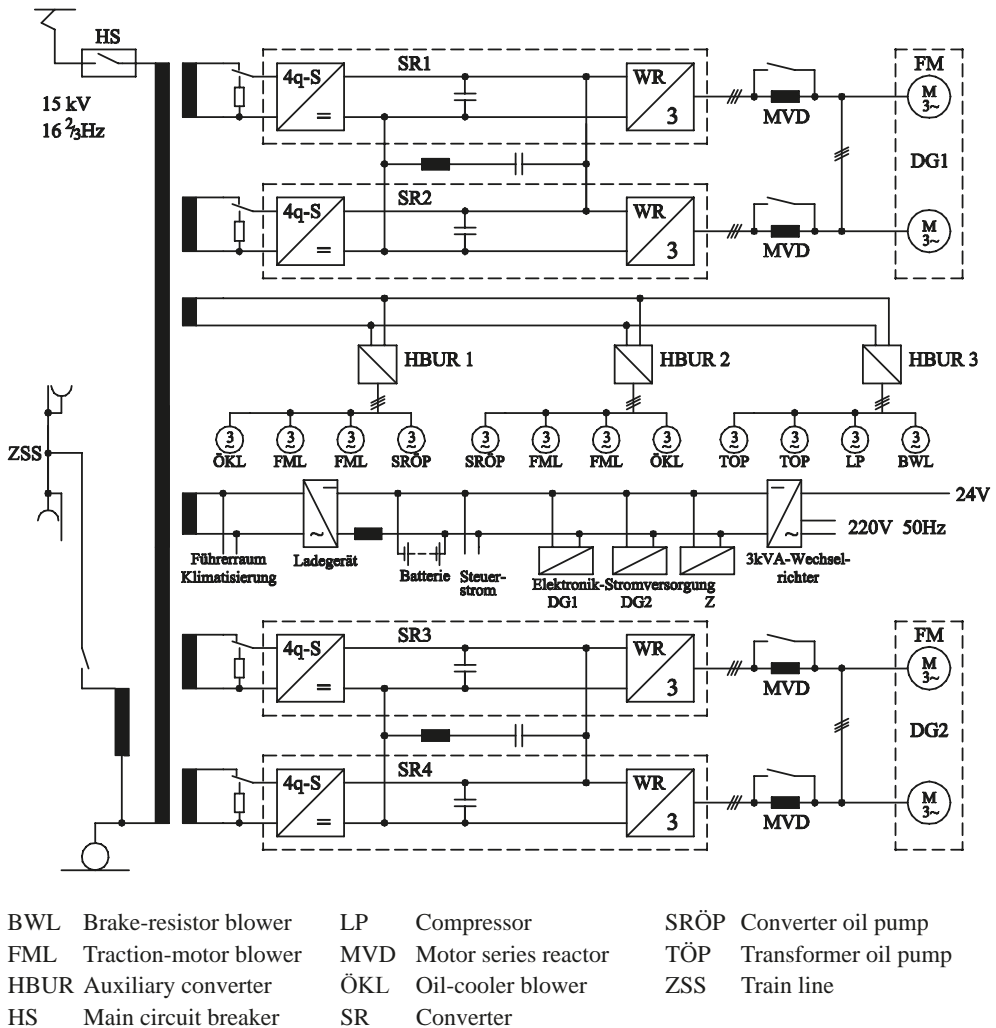 HS
15 kV
16 2/3Hz
4q-S
=
SR1
WR
3
MVD
FM
M
3~
DG1
4q-S
=
SR2
WR
3
MVD
M
3~
HBUR 1
HBUR 2
HBUR 3
3~ 3~ 3~ 3~ 3~ 3~ 3~ 3~ 3~ 3~ 3~ 3~
ÖKL FML FML SRÖP SRÖP FML FML ÖKL TOP TOP LP BWL
ZSS
24V
220V 50Hz
~
~
Führerraum
Klimatisierung
Ladegerät
Batterie
Steuer-
strom
Elektronik-Stromversorgung
DG1 DG2 Z
3kVA-Wechsel-
richter
4q-S
=
SR3
WR
3
MVD
FM
M
3~
DG2
4q-S
=
SR4
WR
3
MVD
M
3~
BWL Brake-resistor blower LP Compressor SRÖP Converter oil pump
FML Traction-motor blower MVD Motor series reactor TÖP Transformer oil pump
HBUR Auxiliary converter ÖKL Oil-cooler blower ZSS Train line
HS Main circuit breaker SR Converter